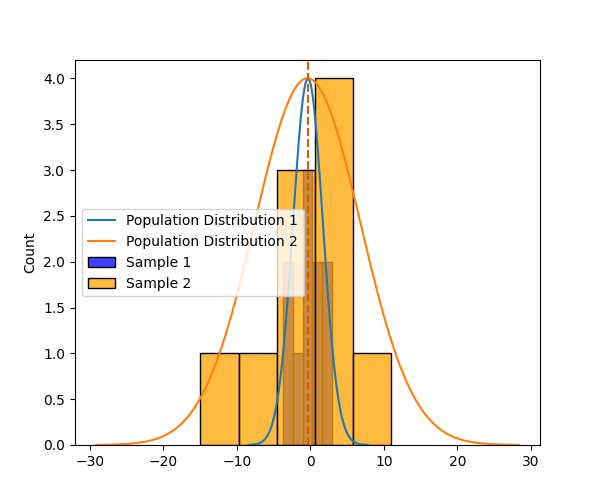 4.0
3.5
3.0
2.5
2.0
1.5
1.0
0.5
0.0
Count
Population Distribution 1
Population Distribution 2
Sample 1
Sample 2
−30 −20 −10 0 10 20 30